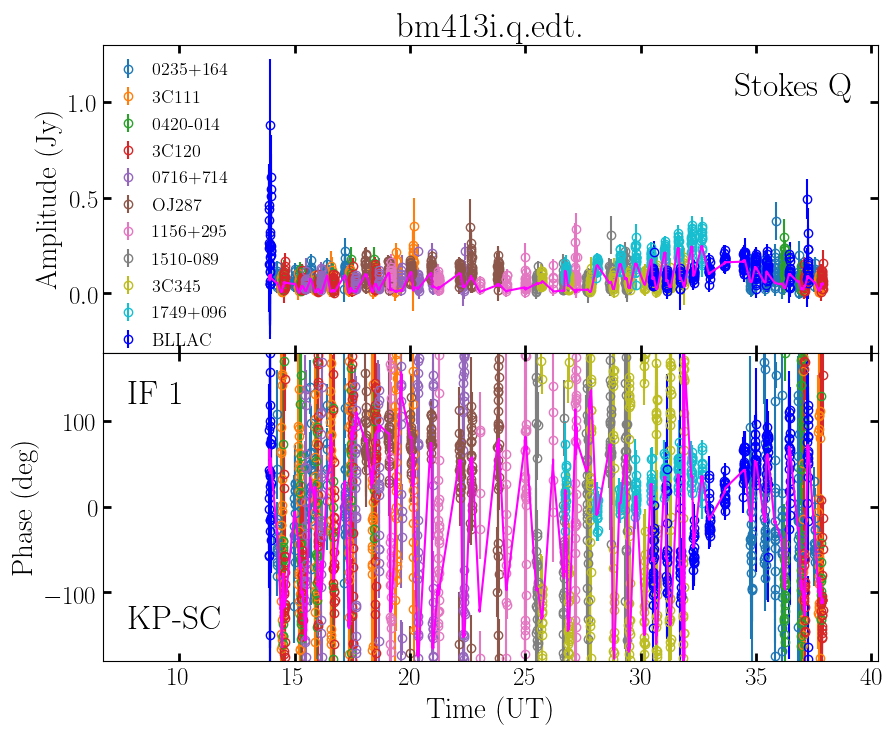 bm413i.q.edt.
Stokes Q
Amplitude (Jy)
1.0
0.5
0.0
0235+164
3C111
0420-014
3C120
0716+714
OJ287
1156+295
1510-089
3C345
1749+096
BLLAC
IF 1
Phase (deg)
100
0
−100
KP-SC
10 15 20 25 30 35 40
Time (UT)